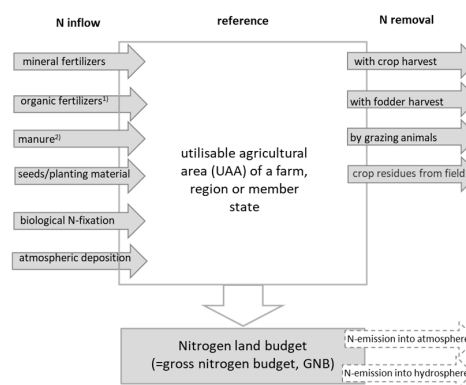 N inflow
reference
N removal
mineral fertilizers
organic fertilizers1)
manure2)
seeds/planting material
biological N-fixation
atmospheric deposition
utilisable agricultural
area (UAA) of a farm,
region or member
state
with crop harvest
with fodder harvest
by grazing animals
crop residues from field
Nitrogen land budget
(=gross nitrogen budget, GNB)
N-emission into atmosphere
N-emission into hydrosphere